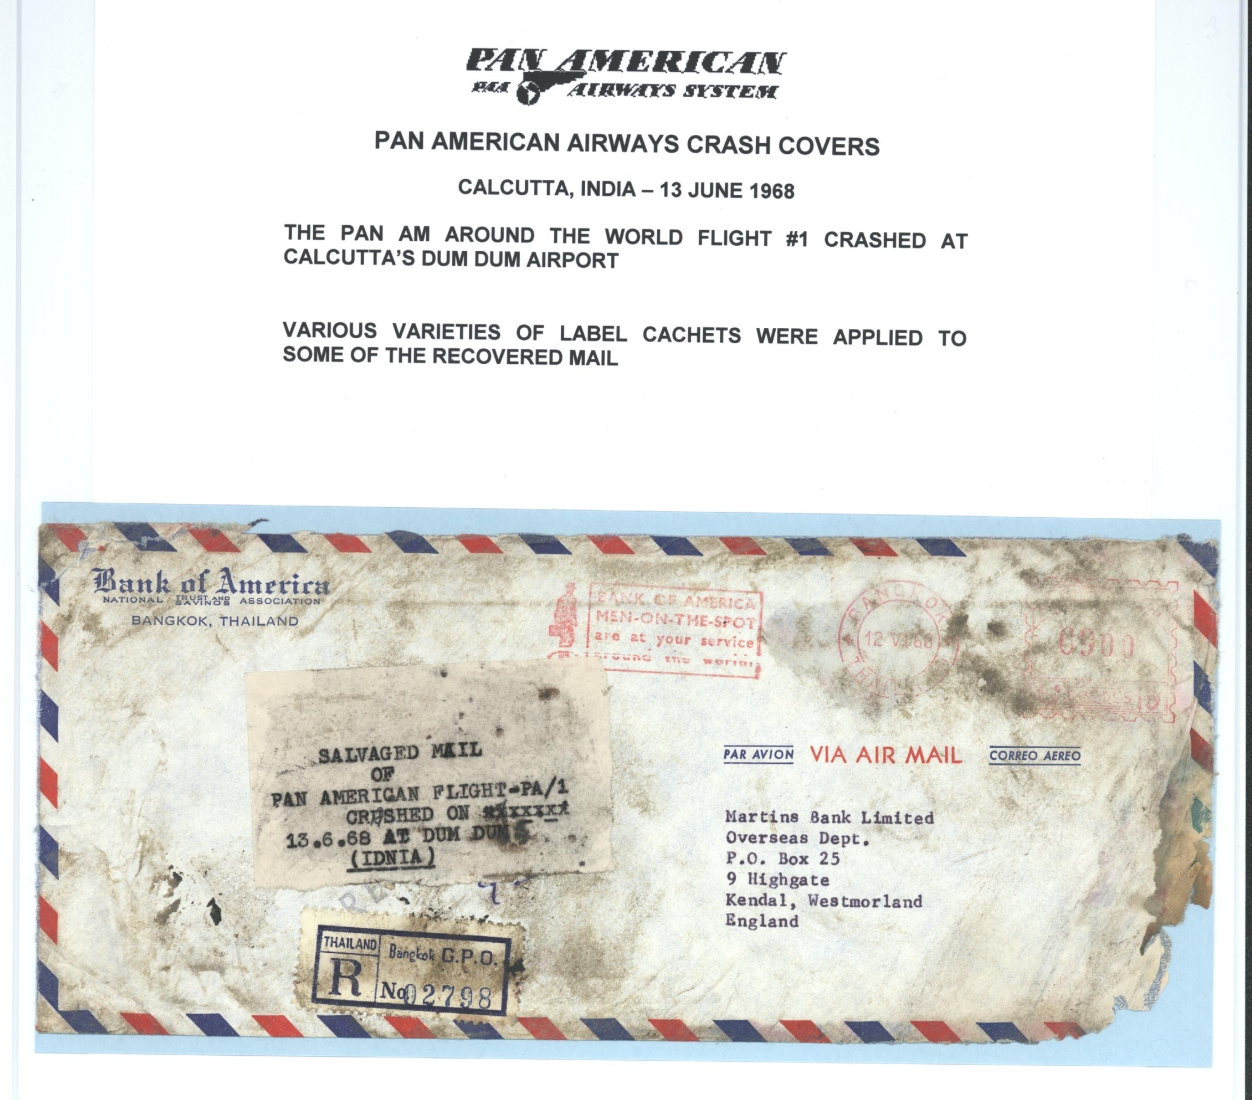 PAN AMERICAN
PAA AIRWAYS SYSTEM
PAN AMERICAN AIRWAYS CRASH COVERS
CALCUTTA, INDIA – 13 JUNE 1968
THE PAN AM AROUND THE WORLD FLIGHT #1 CRASHED AT
CALCUTTA'S DUM DUM AIRPORT
VARIOUS VARIETIES OF LABEL CACHETS WERE APPLIED TO
SOME OF THE RECOVERED MAIL
Bank of America
NATIONAL TRUST AND SAVINGS ASSOCIATION
BANGKOK, THAILAND
BANK OF AMERICA
MEN-ON-THE-SPOT
are at your service
around the world
12 VI 68
0900
SALVAGED MAIL
OF
PAN AMERICAN FLIGHT-PA/1
CRUSHED ON
13.6.68 AT DUM DUM
(IDNIA)
PAR AVION VIA AIR MAIL CORREO AEREO
Martins Bank Limited
Overseas Dept.
P.O. Box 25
9 Highgate
Kendal, Westmorland
England
THAILAND
Bangkok G.P.O.
R
No 02798